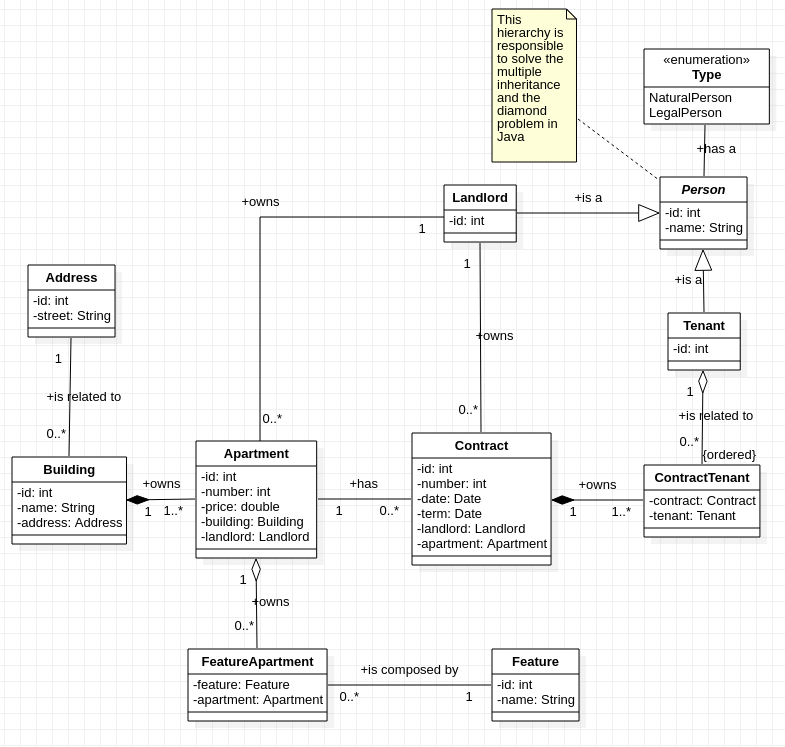 This
hierarchy is
responsible
to solve the
multiple
inheritance
and the
diamond
problem in
Java
«enumeration»
Type
NaturalPerson
LegalPerson
+has a
Person
-id: int
-name: String
+is a
Landlord
-id: int
+owns
1
1
+owns
0..*
0..*
+is a
Tenant
-id: int
1
+is related to
0..*
{ordered}
Address
-id: int
-street: String
1
+is related to
0..*
Building
-id: int
-name: String
-address: Address
+owns
1
1..*
Apartment
-id: int
-number: int
-price: double
-building: Building
-landlord: Landlord
+has
1
0..*
Contract
-id: int
-number: int
-date: Date
-term: Date
-landlord: Landlord
-apartment: Apartment
+owns
1
1..*
ContractTenant
-contract: Contract
-tenant: Tenant
1
+owns
0..*
FeatureApartment
-feature: Feature
-apartment: Apartment
+is composed by
0..*
1
Feature
-id: int
-name: String